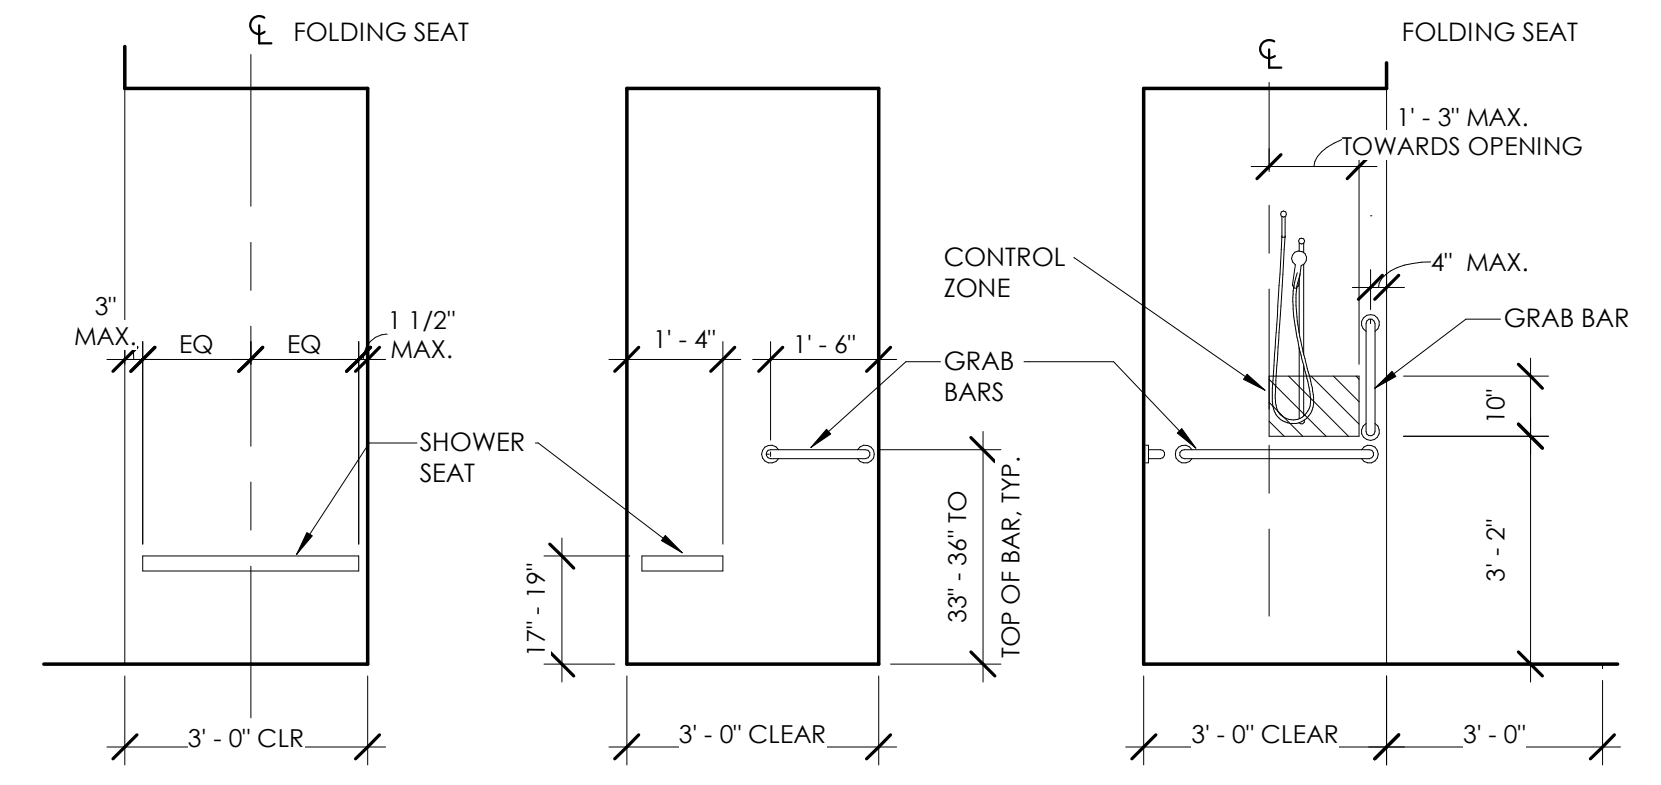 ℄ FOLDING SEAT
3"
MAX.
EQ
EQ
1 1/2"
MAX.
SHOWER
SEAT
3' - 0" CLR
1' - 4"
1' - 6"
GRAB
BARS
17" - 19"
33" - 36" TO
TOP OF BAR, TYP.
3' - 0" CLEAR
℄
FOLDING SEAT
1' - 3" MAX.
TOWARDS OPENING
CONTROL
ZONE
4" MAX.
GRAB BAR
10"
3' - 2"
3' - 0" CLEAR
3' - 0"